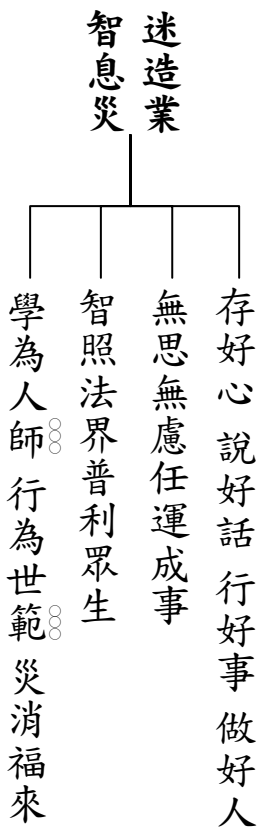 迷造業
智息災
存好心 說好話 行好事 做好人
無思無慮任運成事
智照法界普利眾生
學為人師 行為世範 災消福來